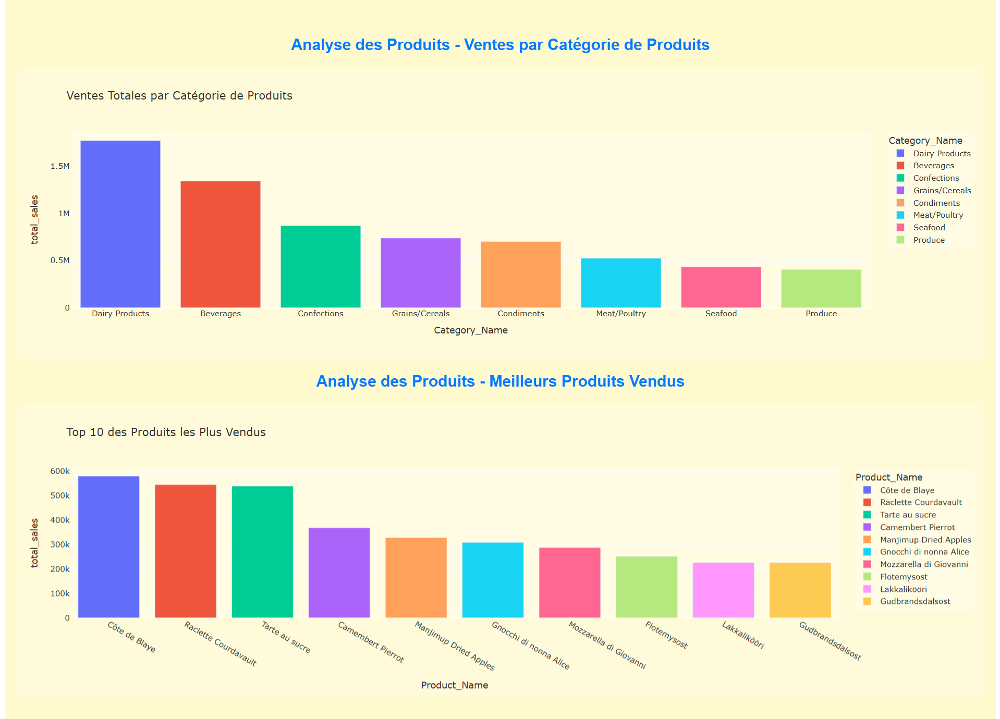 Analyse des Produits - Ventes par Catégorie de Produits
Ventes Totales par Catégorie de Produits
total_sales
1.5M
1M
0.5M
0
Dairy Products
Beverages
Confections
Grains/Cereals
Condiments
Meat/Poultry
Seafood
Produce
Category_Name
Category_Name
Dairy Products
Beverages
Confections
Grains/Cereals
Condiments
Meat/Poultry
Seafood
Produce
Analyse des Produits - Meilleurs Produits Vendus
Top 10 des Produits les Plus Vendus
total_sales
600k
500k
400k
300k
200k
100k
0
Côte de Blaye
Raclette Courdavault
Tarte au sucre
Camembert Pierrot
Manjimup Dried Apples
Gnocchi di nonna Alice
Mozzarella di Giovanni
Flotemysost
Lakkalikööri
Gudbrandsdalsost
Product_Name
Product_Name
Côte de Blaye
Raclette Courdavault
Tarte au sucre
Camembert Pierrot
Manjimup Dried Apples
Gnocchi di nonna Alice
Mozzarella di Giovanni
Flotemysost
Lakkalikööri
Gudbrandsdalsost